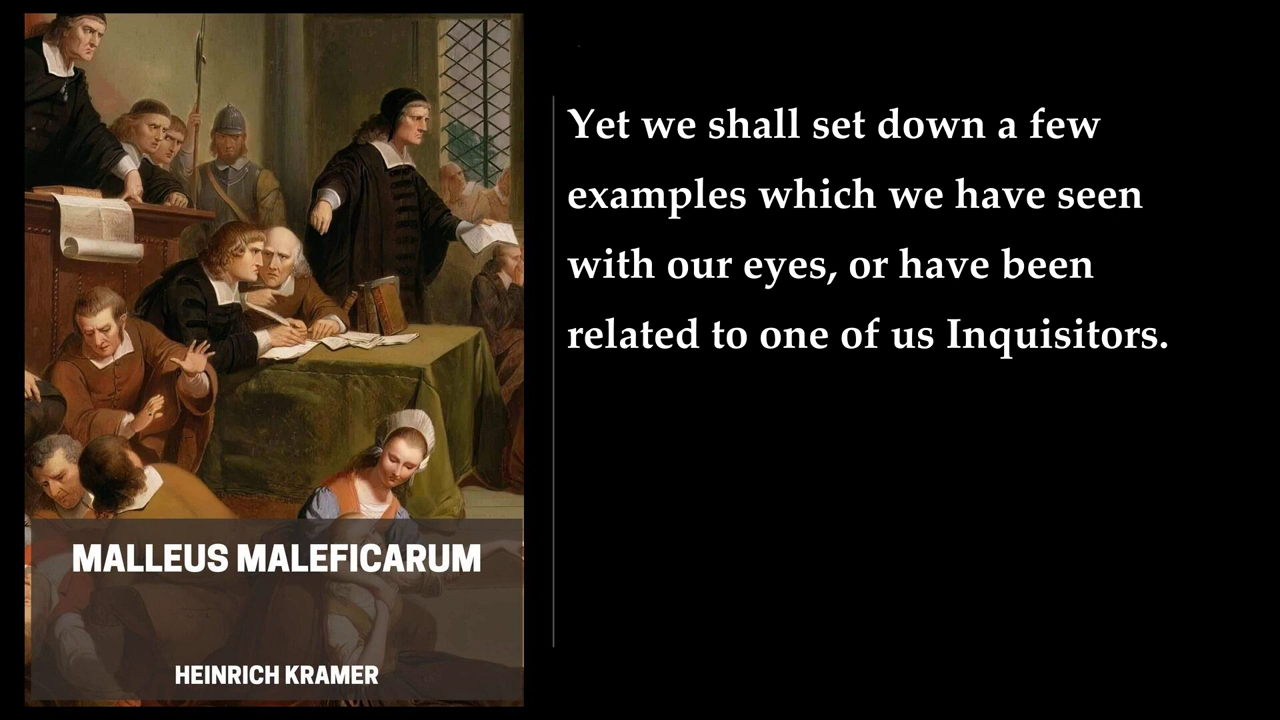 MALLEUS MALEFICARUM
HEINRICH KRAMER
Yet we shall set down a few
examples which we have seen
with our eyes, or have been
related to one of us Inquisitors.